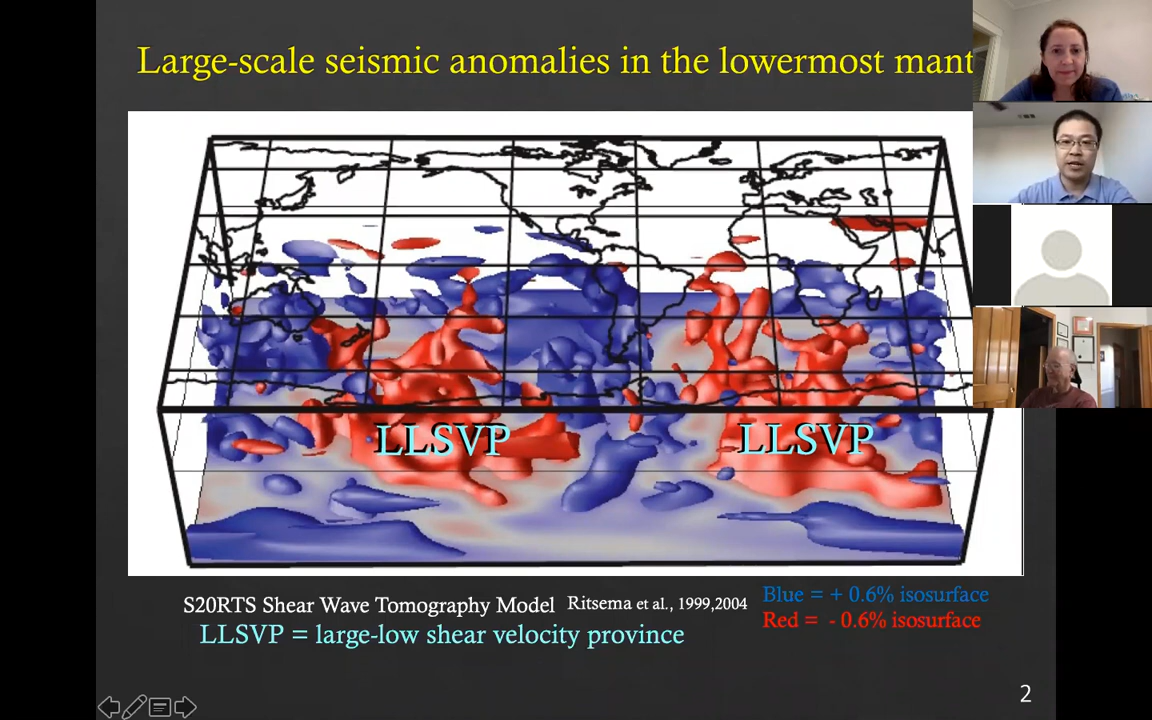 Large-scale seismic anomalies in the lowermost mant
LLSVP LLSVP
S20RTS Shear Wave Tomography Model Ritsema et al., 1999,2004
LLSVP = large-low shear velocity province
Blue = + 0.6% isosurface
Red = - 0.6% isosurface
2